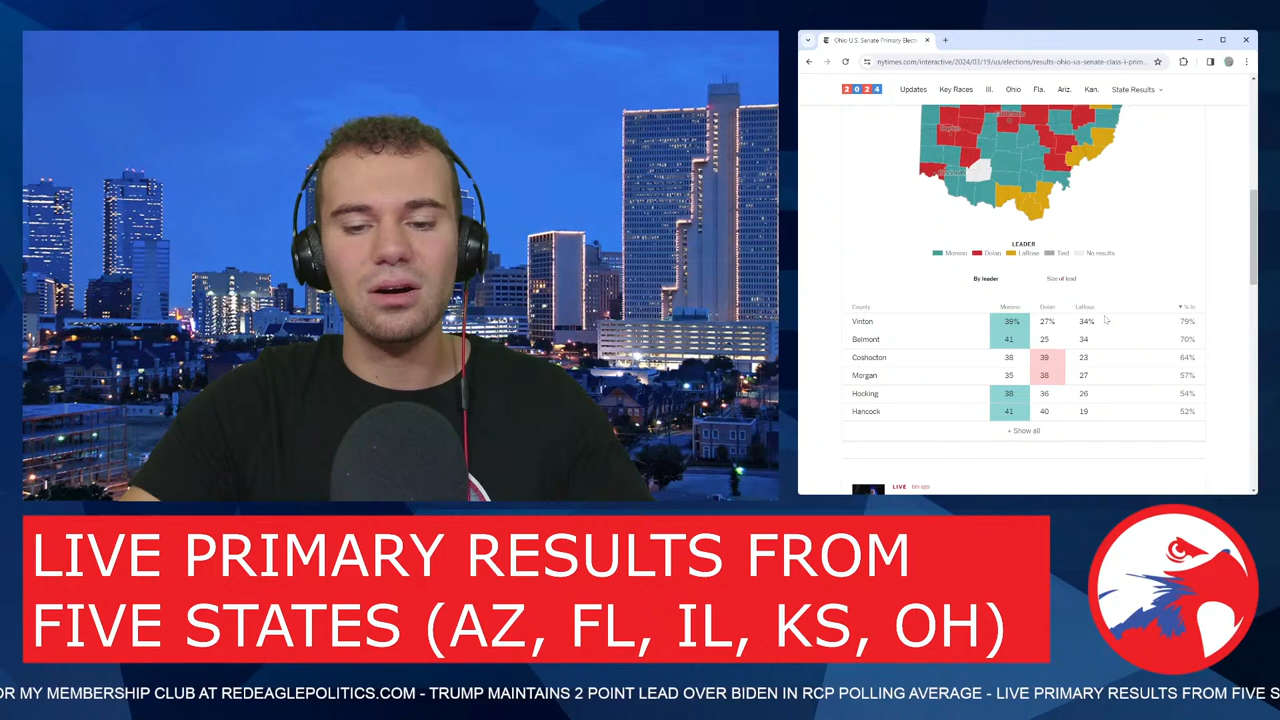 Ohio U.S. Senate Primary Elect
nytimes.com/interactive/2024/03/19/us/elections/results-ohio-us-senate-class-i-prim...
2024 Updates Key Races Ill. Ohio Fla. Ariz. Kan. State Results
LEADER
Moreno Dolan LaRose Tied No results
By leader Size of lead
County Moreno Dolan LaRose ▼ % In
Vinton 39% 27% 34% 79%
Belmont 41 25 34 70%
Coshocton 38 39 23 64%
Morgan 35 38 27 57%
Hocking 38 36 26 54%
Hancock 41 40 19 52%
+ Show all
LIVE
LIVE PRIMARY RESULTS FROM
FIVE STATES (AZ, FL, IL, KS, OH)
OR MY MEMBERSHIP CLUB AT REDEAGLEPOLITICS.COM - TRUMP MAINTAINS 2 POINT LEAD OVER BIDEN IN RCP POLLING AVERAGE - LIVE PRIMARY RESULTS FROM FIVE S